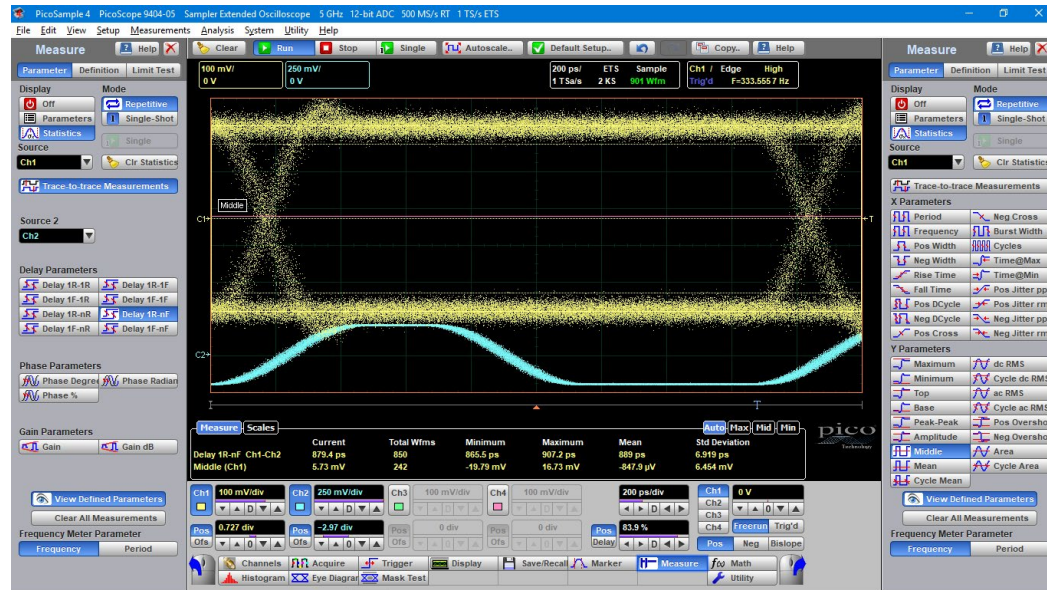 PicoSample 4 PicoScope 9404-05 Sampler Extended Oscilloscope 5 GHz 12-bit ADC 500 MS/s RT 1 TS/s ETS
File Edit View Setup Measurements Analysis System Utility Help
Measure Help
Parameter Definition Limit Test
Display Mode
Off Repetitive
Parameters Single-Shot
Statistics Single
Source
Ch1 Clr Statistics
Trace-to-trace Measurements
Source 2
Ch2
Delay Parameters
Delay 1R-1R Delay 1R-1F
Delay 1F-1R Delay 1F-1F
Delay 1R-nR Delay 1R-nF
Delay 1F-nR Delay 1F-nF
Phase Parameters
Phase Degree Phase Radian
Phase %
Gain Parameters
Gain Gain dB
View Defined Parameters
Clear All Measurements
Frequency Meter Parameter
Frequency Period
Clear Run Stop Single Autoscale.. Default Setup.. Copy.. Help
100 mV/ 250 mV/ 200 ps/ ETS Sample Ch1 / Edge High
0 V 0 V 1 TSa/s 2 KS 901 Wfm Trig'd F=333.555 7 Hz
Middle
C1 T
C2
T
Measure Scales Auto Max Mid Min
Current Total Wfms Minimum Maximum Mean Std Deviation
Delay 1R-nF Ch1-Ch2 879.4 ps 850 865.5 ps 907.2 ps 889 ps 6.919 ps
Middle (Ch1) 5.73 mV 242 -19.79 mV 16.73 mV -847.9 µV 6.454 mV
pico
Technology
Ch1 100 mV/div Ch2 250 mV/div Ch3 100 mV/div Ch4 100 mV/div 200 ps/div Ch1 0 V
D D D D D Ch2 0
Ch3
Pos 0.727 div Pos -2.97 div Pos 0 div Pos 0 div Pos 83.9 % Ch4 Freerun Trig'd
Ofs 0 Ofs 0 Ofs 0 Ofs 0 Delay D Pos Neg Bislope
Channels Acquire Trigger Display Save/Recall Marker Measure f(x) Math
Histogram Eye Diagram Mask Test Utility
Measure Help
Parameter Definition Limit Test
Display Mode
Off Repetitive
Parameters Single-Shot
Statistics Single
Source
Ch1 Clr Statistics
Trace-to-trace Measurements
X Parameters
Period Neg Cross
Frequency Burst Width
Pos Width Cycles
Neg Width Time@Max
Rise Time Time@Min
Fall Time Pos Jitter pp
Pos DCycle Pos Jitter rm
Neg DCycle Neg Jitter pp
Pos Cross Neg Jitter rm
Y Parameters
Maximum dc RMS
Minimum Cycle dc RMS
Top ac RMS
Base Cycle ac RMS
Peak-Peak Pos Oversho
Amplitude Neg Oversho
Middle Area
Mean Cycle Area
Cycle Mean
View Defined Parameters
Clear All Measurements
Frequency Meter Parameter
Frequency Period